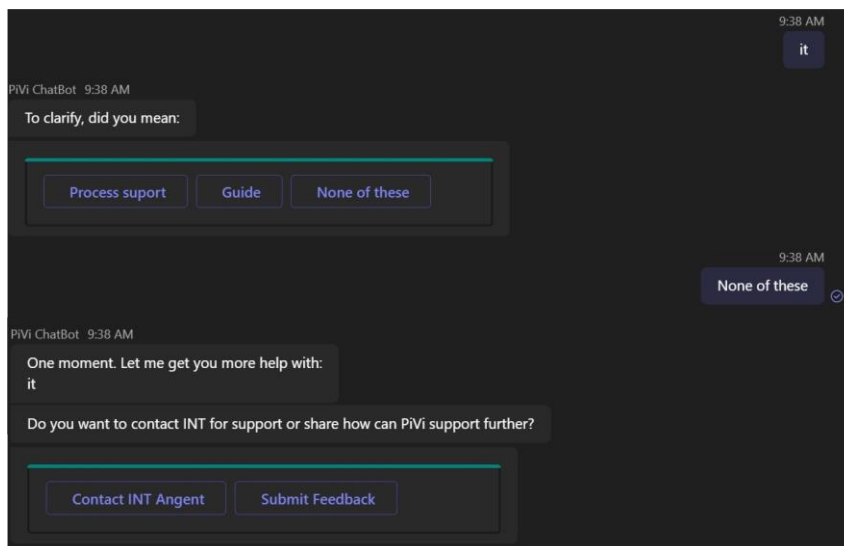 9:38 AM
it
PiVi ChatBot 9:38 AM
To clarify, did you mean:
Process suport Guide None of these
9:38 AM
None of these
PiVi ChatBot 9:38 AM
One moment. Let me get you more help with:
it
Do you want to contact INT for support or share how can PiVi support further?
Contact INT Angent Submit Feedback